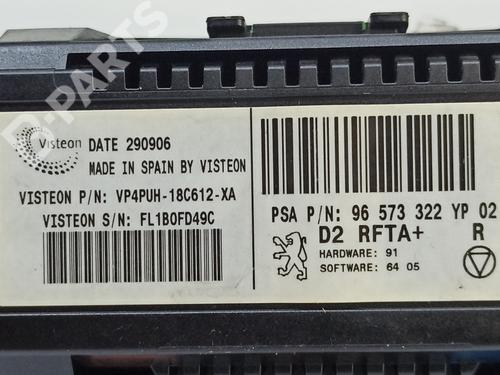 Visteon
DATE 290906
MADE IN SPAIN BY VISTEON
VISTEON P/N: VP4PUH-18C612-XA
VISTEON S/N: FL1BOFD49C
PSA P/N: 96 573 322 YP 02
D2 RFTA+ R
HARDWARE: 91
SOFTWARE: 64 05
B-PARTS